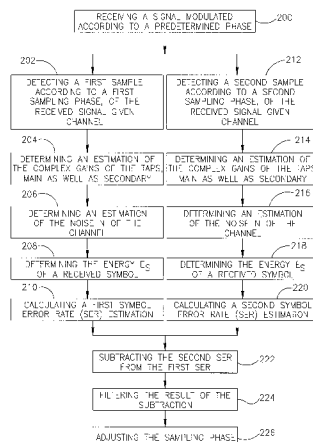 RECEIVING A SIGNAL MODULATED
ACCORDING TO A PREDETERMINED PHASE
200
202
DETECTING A FIRST SAMPLE
ACCORDING TO A FIRST
SAMPLING PHASE, OF THE
RECEIVED SIGNAL GIVEN
CHANNEL
212
DETECTING A SECOND SAMPLE
ACCORDING TO A SECOND
SAMPLING PHASE, OF THE
RECEIVED SIGNAL GIVEN
CHANNEL
204
DETERMINING AN ESTIMATION OF
THE COMPLEX GAINS OF THE TAPS,
MAIN AS WELL AS SECONDARY
214
DETERMINING AN ESTIMATION OF
THE COMPLEX GAINS OF THE TAPS
MAIN AS WELL AS SECONDARY
206
DETERMINING AN ESTIMATION
OF THE NOISE N OF THE
CHANNEL
216
DETERMINING AN ESTIMATION
OF THE NOISE N OF THE
CHANNEL
208
DETERMINING THE ENERGY ES
OF A RECEIVED SYMBOL
218
DETERMINING THE ENERGY ES
OF A RECEIVED SYMBOL
210
CALCULATING A FIRST SYMBOL
ERROR RATE (SER) ESTIMATION
220
CALCULATING A SECOND SYMBOL
ERROR RATE (SER) ESTIMATION
SUBTRACTING THE SECOND SER
FROM THE FIRST SER
222
FILTERING THE RESULT OF THE
SUBTRACTION
224
ADJUSTING THE SAMPLING PHASE
226